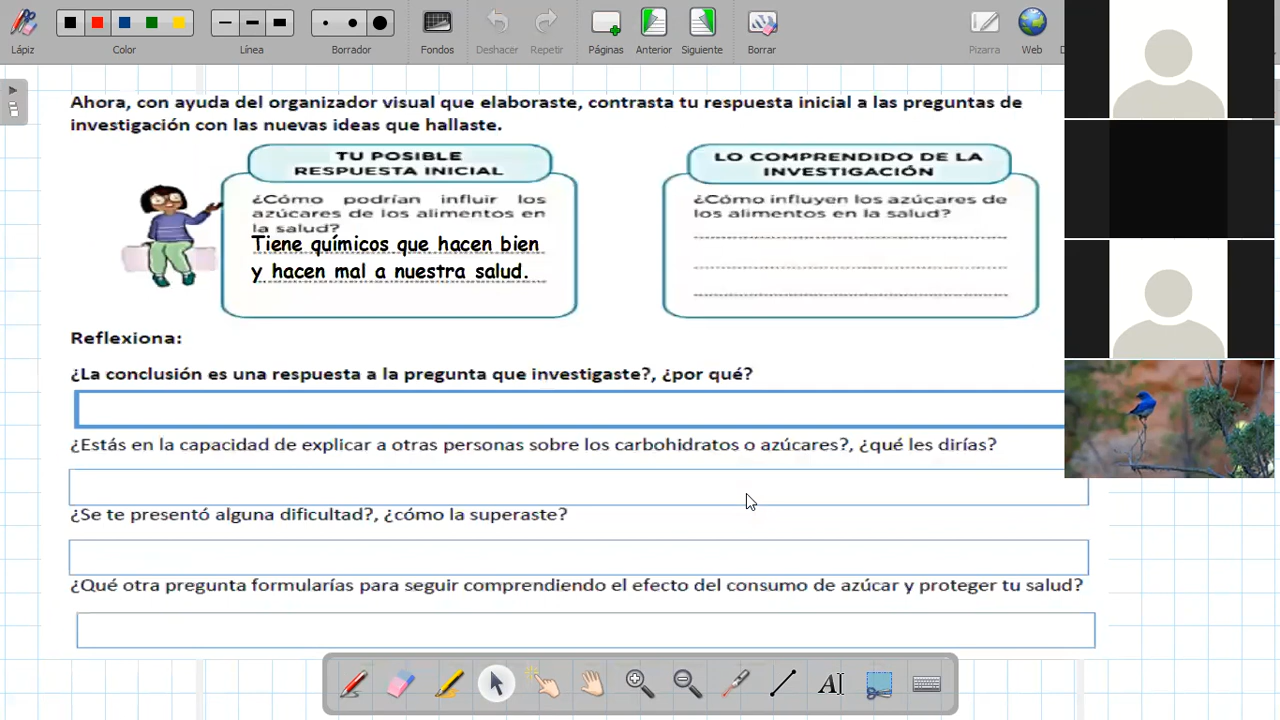 Lápiz
Color
Línea
Borrador
Fondos
Deshacer
Repetir
Páginas
Anterior
Siguiente
Borrar
Pizarra
Web
Ahora, con ayuda del organizador visual que elaboraste, contrasta tu respuesta inicial a las preguntas de
investigación con las nuevas ideas que hallaste.
TU POSIBLE
RESPUESTA INICIAL
¿Cómo podrían influir los
azúcares de los alimentos en
la salud?
Tiene químicos que hacen bien
y hacen mal a nuestra salud.
LO COMPRENDIDO DE LA
INVESTIGACIÓN
¿Cómo influyen los azúcares de
los alimentos en la salud?
Reflexiona:
¿La conclusión es una respuesta a la pregunta que investigaste?, ¿por qué?
¿Estás en la capacidad de explicar a otras personas sobre los carbohidratos o azúcares?, ¿qué les dirías?
¿Se te presentó alguna dificultad?, ¿cómo la superaste?
¿Qué otra pregunta formularías para seguir comprendiendo el efecto del consumo de azúcar y proteger tu salud?